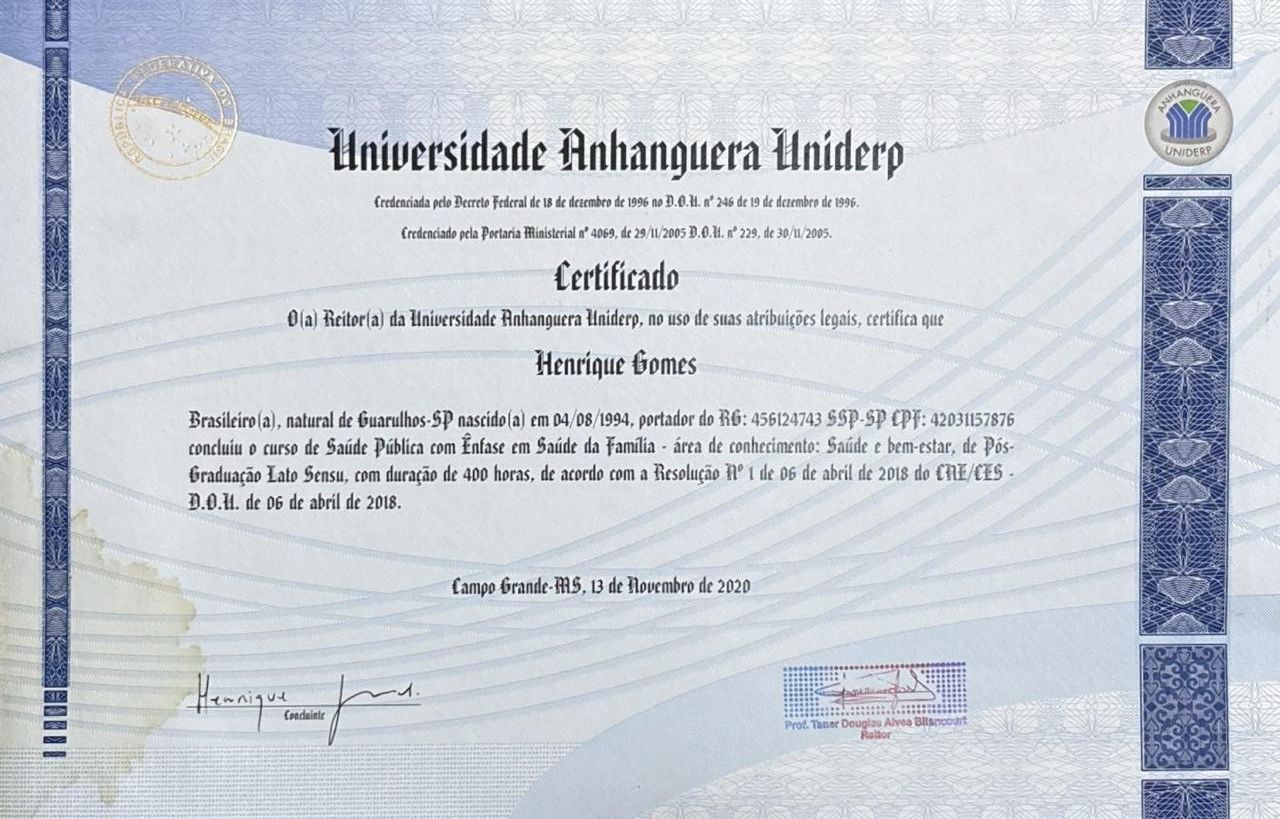 REPÚBLICA FEDERATIVA DO BRASIL
UNIVERSIDADE
ANHANGUERA
UNIDERP
Universidade Anhanguera Uniderp
Credenciada pelo Decreto Federal de 18 de dezembro de 1996 no D.O.U. nº 246 de 19 de dezembro de 1996.
Credenciado pela Portaria Ministerial nº 4069, de 29/11/2005 D.O.U. nº 229, de 30/11/2005.
Certificado
O(a) Reitor(a) da Universidade Anhanguera Uniderp, no uso de suas atribuições legais, certifica que
Henrique Gomes
Brasileiro(a), natural de Guarulhos-SP nascido(a) em 04/08/1994, portador do RG: 456124743 SSP-SP CPF: 42031157876
concluiu o curso de Saúde Pública com Ênfase em Saúde da Família - área de conhecimento: Saúde e bem-estar, de Pós-
Graduação Lato Sensu, com duração de 400 horas, de acordo com a Resolução Nº 1 de 06 de abril de 2018 do CNE/CES -
D.O.U. de 06 de abril de 2018.
Campo Grande-MS, 13 de Novembro de 2020
Henrique
Concluinte
Prof. Taner Douglas Alves Bitencourt
Reitor